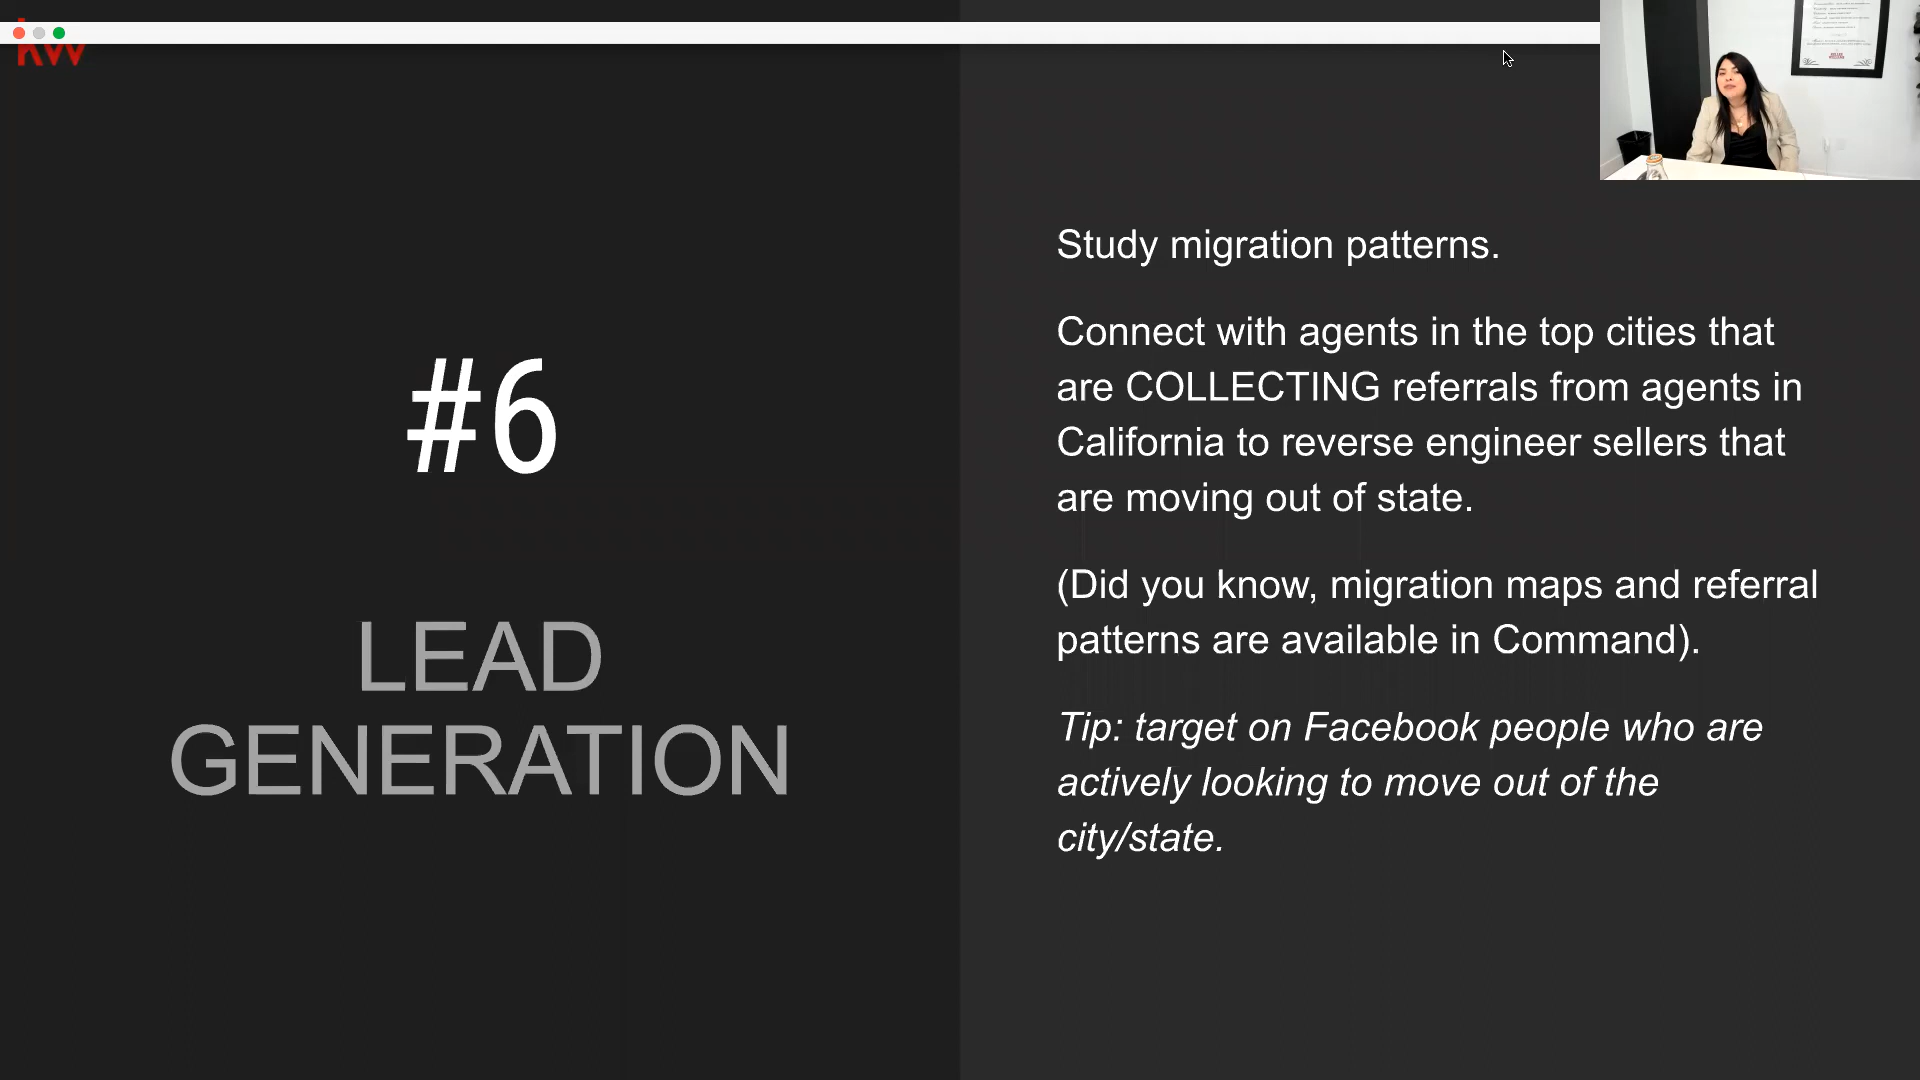 kw
#6
LEAD
GENERATION
Study migration patterns.
Connect with agents in the top cities that
are COLLECTING referrals from agents in
California to reverse engineer sellers that
are moving out of state.
(Did you know, migration maps and referral
patterns are available in Command).
Tip: target on Facebook people who are
actively looking to move out of the
city/state.